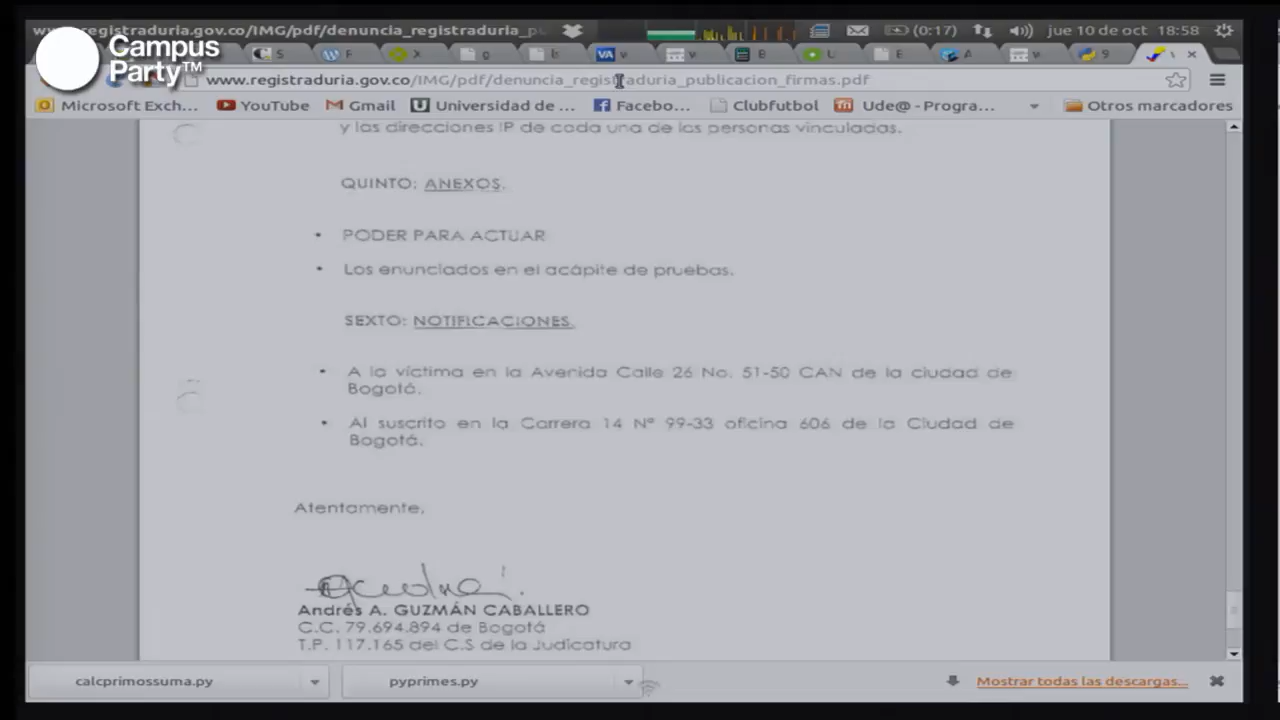 www.registraduria.gov.co/IMG/pdf/denuncia_registraduria_pu
(0:17)
jue 10 de oct
18:58
Campus
Party™
S
VA
www.registraduria.gov.co/IMG/pdf/denuncia_registraduria_publicacion_firmas.pdf
Microsoft Exch...
YouTube
Gmail
Universidad de ...
Facebo...
Clubfutbol
Ude@ - Progra...
Otros marcadores
y las direcciones IP de cada una de las personas vinculadas.
QUINTO: ANEXOS.
• PODER PARA ACTUAR
• Los enunciados en el acápite de pruebas.
SEXTO: NOTIFICACIONES.
• A la víctima en la Avenida Calle 26 No. 51-50 CAN de la ciudad de
Bogotá.
• Al suscrito en la Carrera 14 Nº 99-33 oficina 606 de la Ciudad de
Bogotá.
Atentamente,
Andrés A. GUZMÁN CABALLERO
C.C. 79.694.894 de Bogotá
T.P. 117.165 del C.S de la Judicatura
calcprimossuma.py
pyprimes.py
Mostrar todas las descargas...